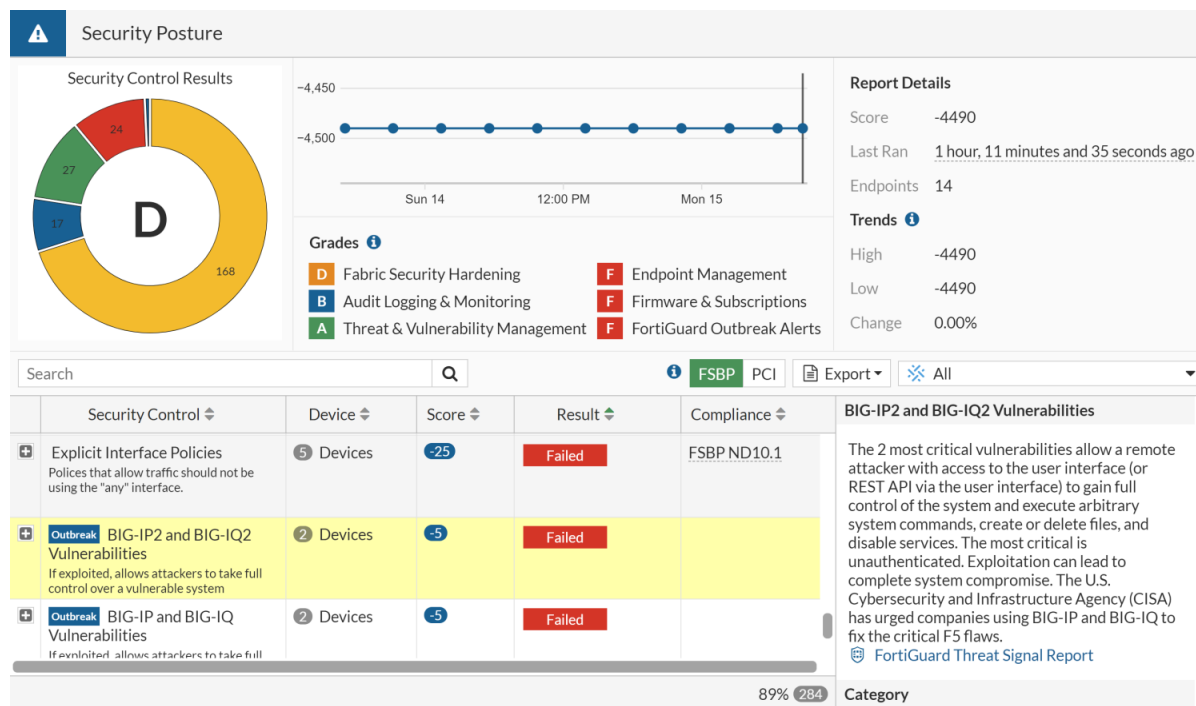 Security Posture
Security Control Results
24
27
17
168
D
−4,450
−4,500
Sun 14
12:00 PM
Mon 15
Grades
D Fabric Security Hardening
B Audit Logging & Monitoring
A Threat & Vulnerability Management
F Endpoint Management
F Firmware & Subscriptions
F FortiGuard Outbreak Alerts
Report Details
Score -4490
Last Ran 1 hour, 11 minutes and 35 seconds ago
Endpoints 14
Trends
High -4490
Low -4490
Change 0.00%
Search
FSBP PCI Export All
Security Control Device Score Result Compliance
Explicit Interface Policies 5 Devices -25 Failed FSBP ND10.1
Polices that allow traffic should not be
using the "any" interface.
Outbreak BIG-IP2 and BIG-IQ2 2 Devices -5 Failed
Vulnerabilities
If exploited, allows attackers to take full
control over a vulnerable system
Outbreak BIG-IP and BIG-IQ 2 Devices -5 Failed
Vulnerabilities
If exploited, allows attackers to take full
89% 284
BIG-IP2 and BIG-IQ2 Vulnerabilities
The 2 most critical vulnerabilities allow a remote
attacker with access to the user interface (or
REST API via the user interface) to gain full
control of the system and execute arbitrary
system commands, create or delete files, and
disable services. The most critical is
unauthenticated. Exploitation can lead to
complete system compromise. The U.S.
Cybersecurity and Infrastructure Agency (CISA)
has urged companies using BIG-IP and BIG-IQ to
fix the critical F5 flaws.
FortiGuard Threat Signal Report
Category